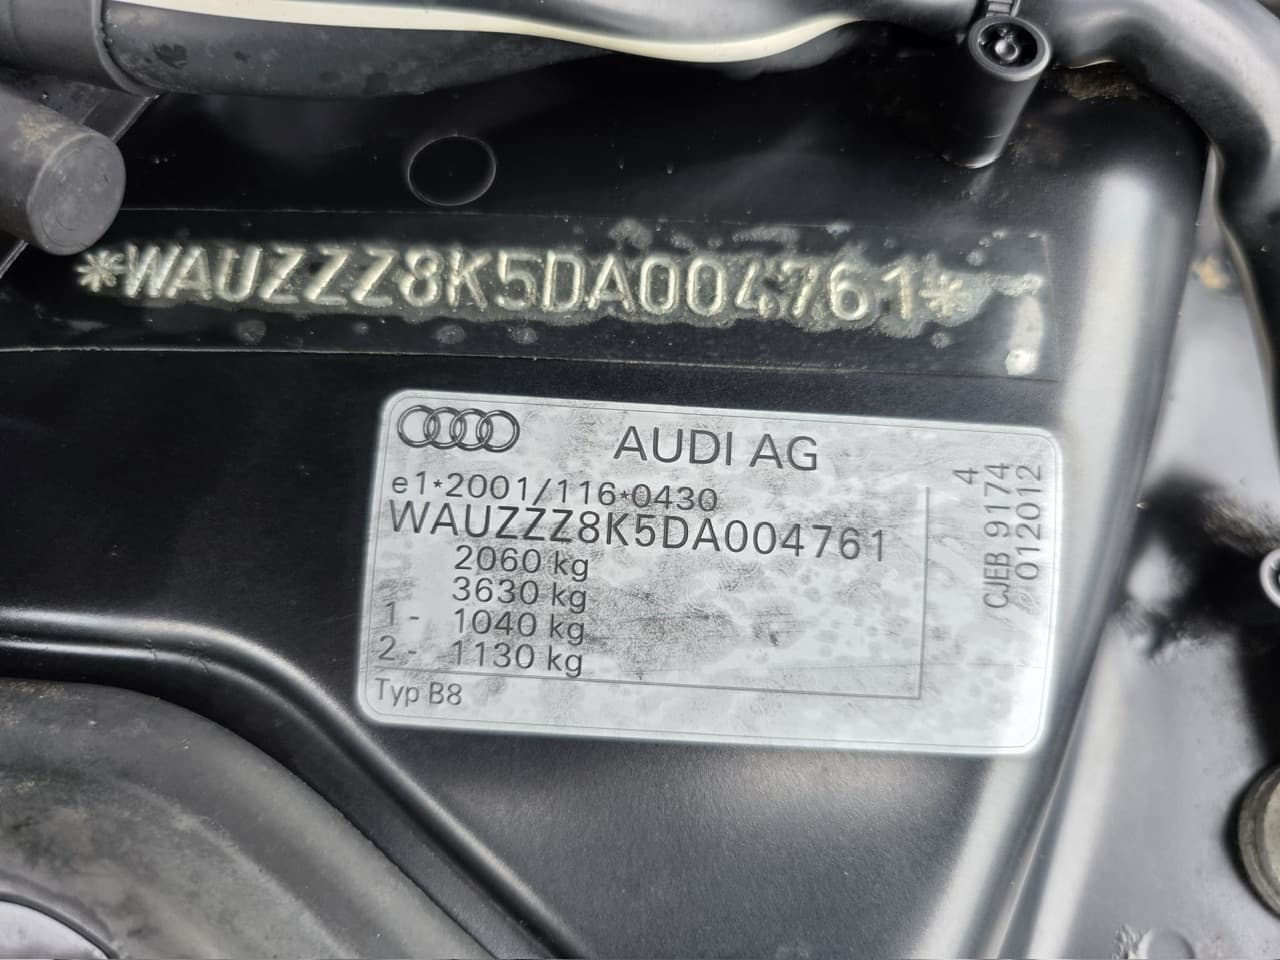 *WAUZZZ8K5DA004761*
AUDI AG
e1*2001/116*0430
WAUZZZ8K5DA004761
2060 kg
3630 kg
1 - 1040 kg
2 - 1130 kg
Typ B8
4
CJEB 9174
012012